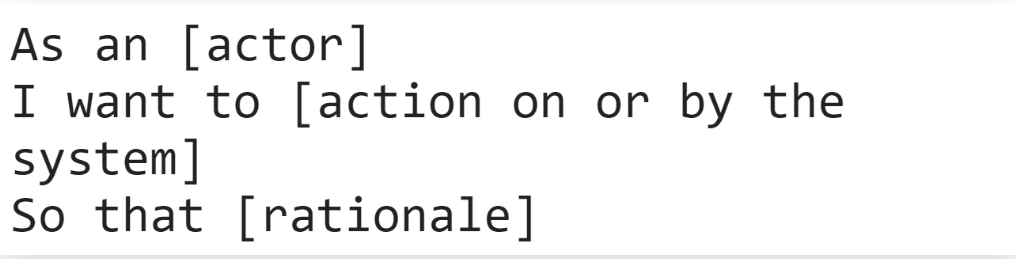 As an [actor]
I want to [action on or by the
system]
So that [rationale]